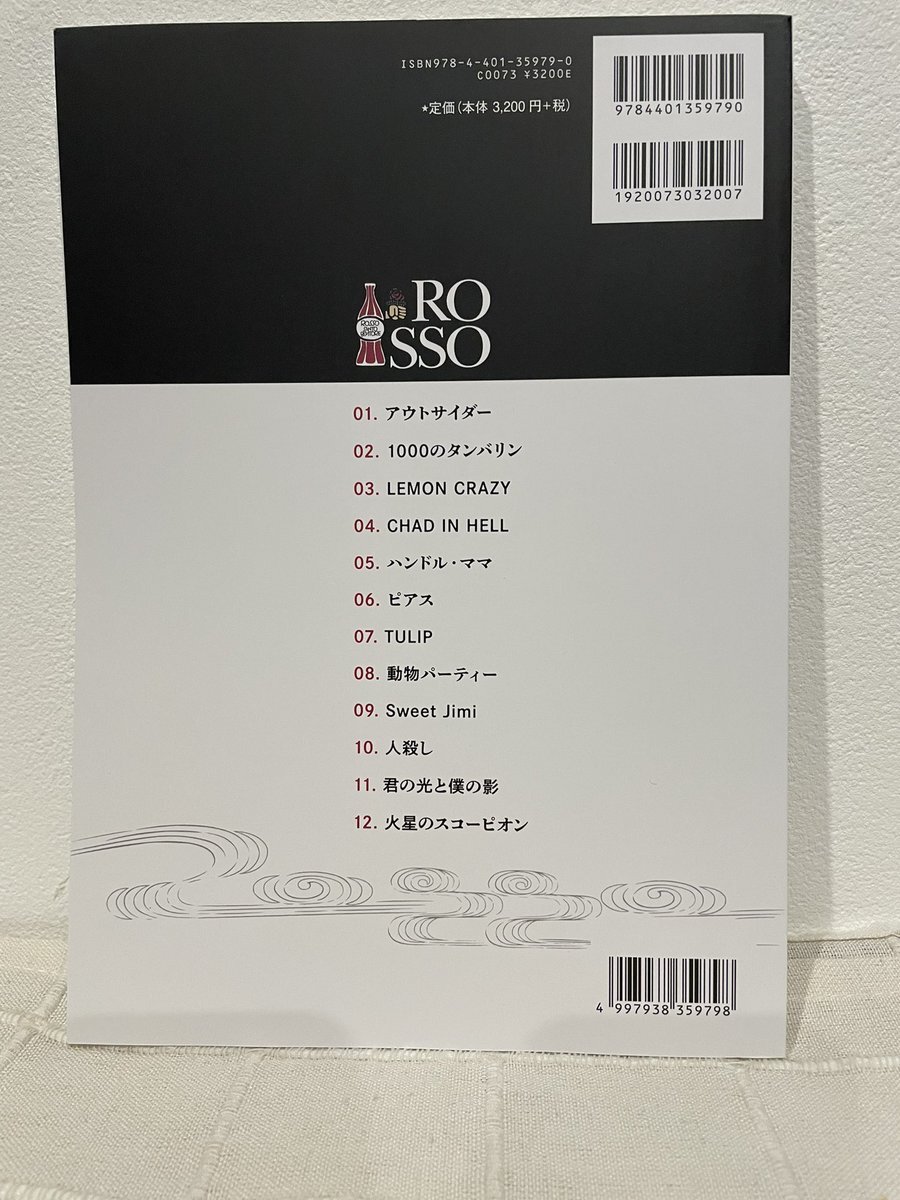 ISBN978-4-401-35979-0
C0073 ¥3200E
★定価(本体 3,200 円+税)
9784401359790
1920073032007
RO
SSO
01. アウトサイダー
02. 1000のタンバリン
03. LEMON CRAZY
04. CHAD IN HELL
05. ハンドル・ママ
06. ピアス
07. TULIP
08. 動物パーティー
09. Sweet Jimi
10. 人殺し
11. 君の光と僕の影
12. 火星のスコーピオン
4 997938 359798